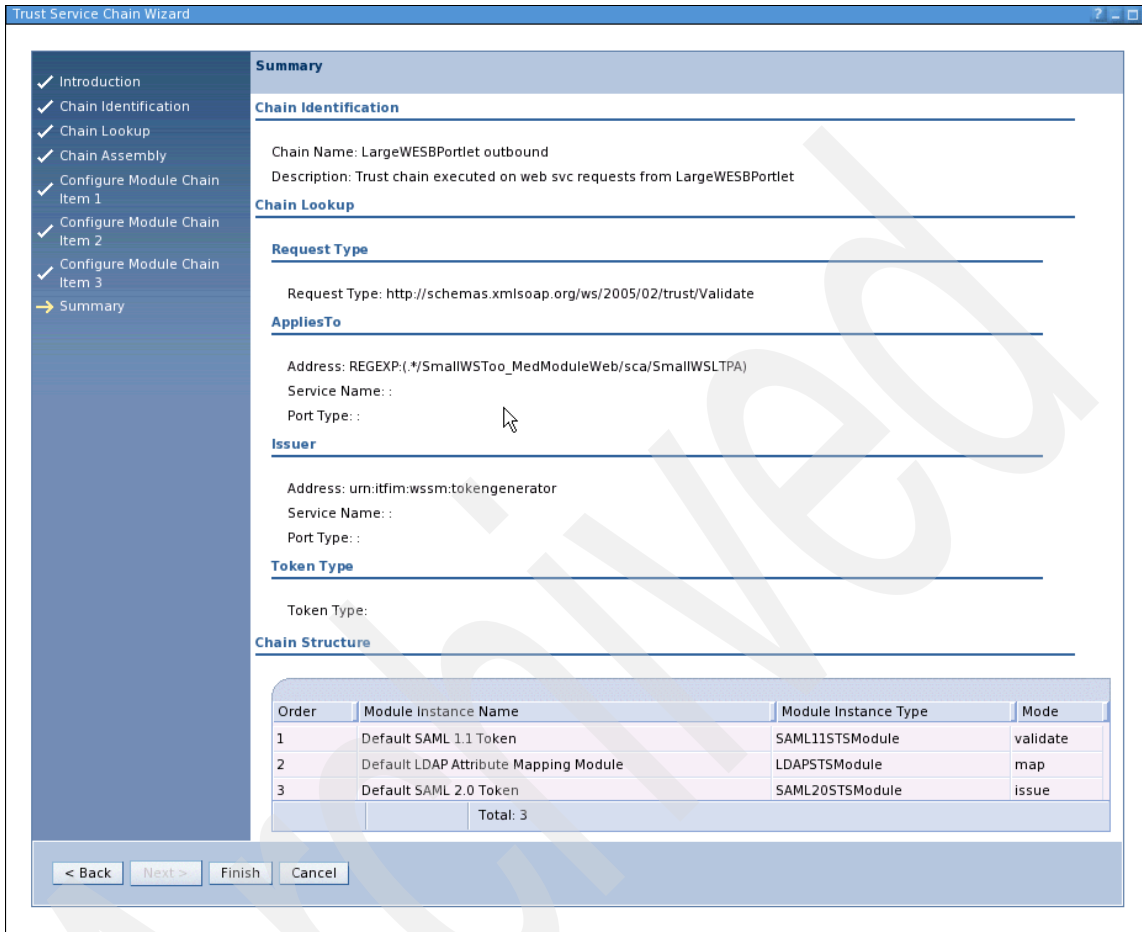 Trust Service Chain Wizard
?
Introduction
Chain Identification
Chain Lookup
Chain Assembly
Configure Module Chain
Item 1
Configure Module Chain
Item 2
Configure Module Chain
Item 3
Summary
Summary
Chain Identification
Chain Name: LargeWESBPortlet outbound
Description: Trust chain executed on web svc requests from LargeWESBPortlet
Chain Lookup
Request Type
Request Type: http://schemas.xmlsoap.org/ws/2005/02/trust/Validate
AppliesTo
Address: REGEXP:(.*/SmallWSToo_MedModuleWeb/sca/SmallWSLTPA)
Service Name: :
Port Type: :
Issuer
Address: urn:itfim:wssm:tokengenerator
Service Name: :
Port Type: :
Token Type
Token Type:
Chain Structure
Order Module Instance Name Module Instance Type Mode
1 Default SAML 1.1 Token SAML11STSModule validate
2 Default LDAP Attribute Mapping Module LDAPSTSModule map
3 Default SAML 2.0 Token SAML20STSModule issue
Total: 3
< Back Next > Finish Cancel
Archived